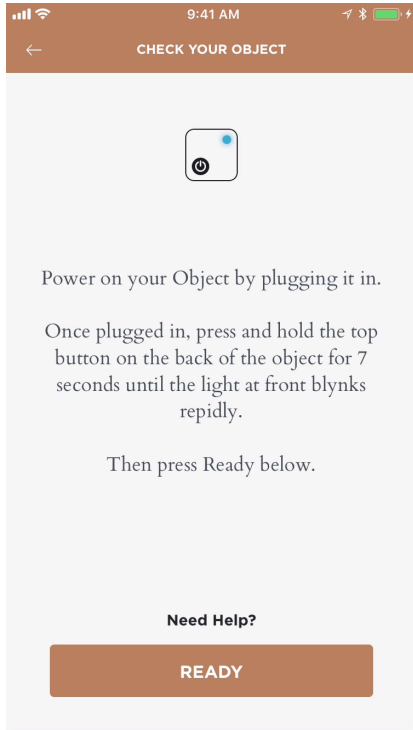 9:41 AM
CHECK YOUR OBJECT
Power on your Object by plugging it in.
Once plugged in, press and hold the top
button on the back of the object for 7
seconds until the light at front blynks
repidly.
Then press Ready below.
Need Help?
READY